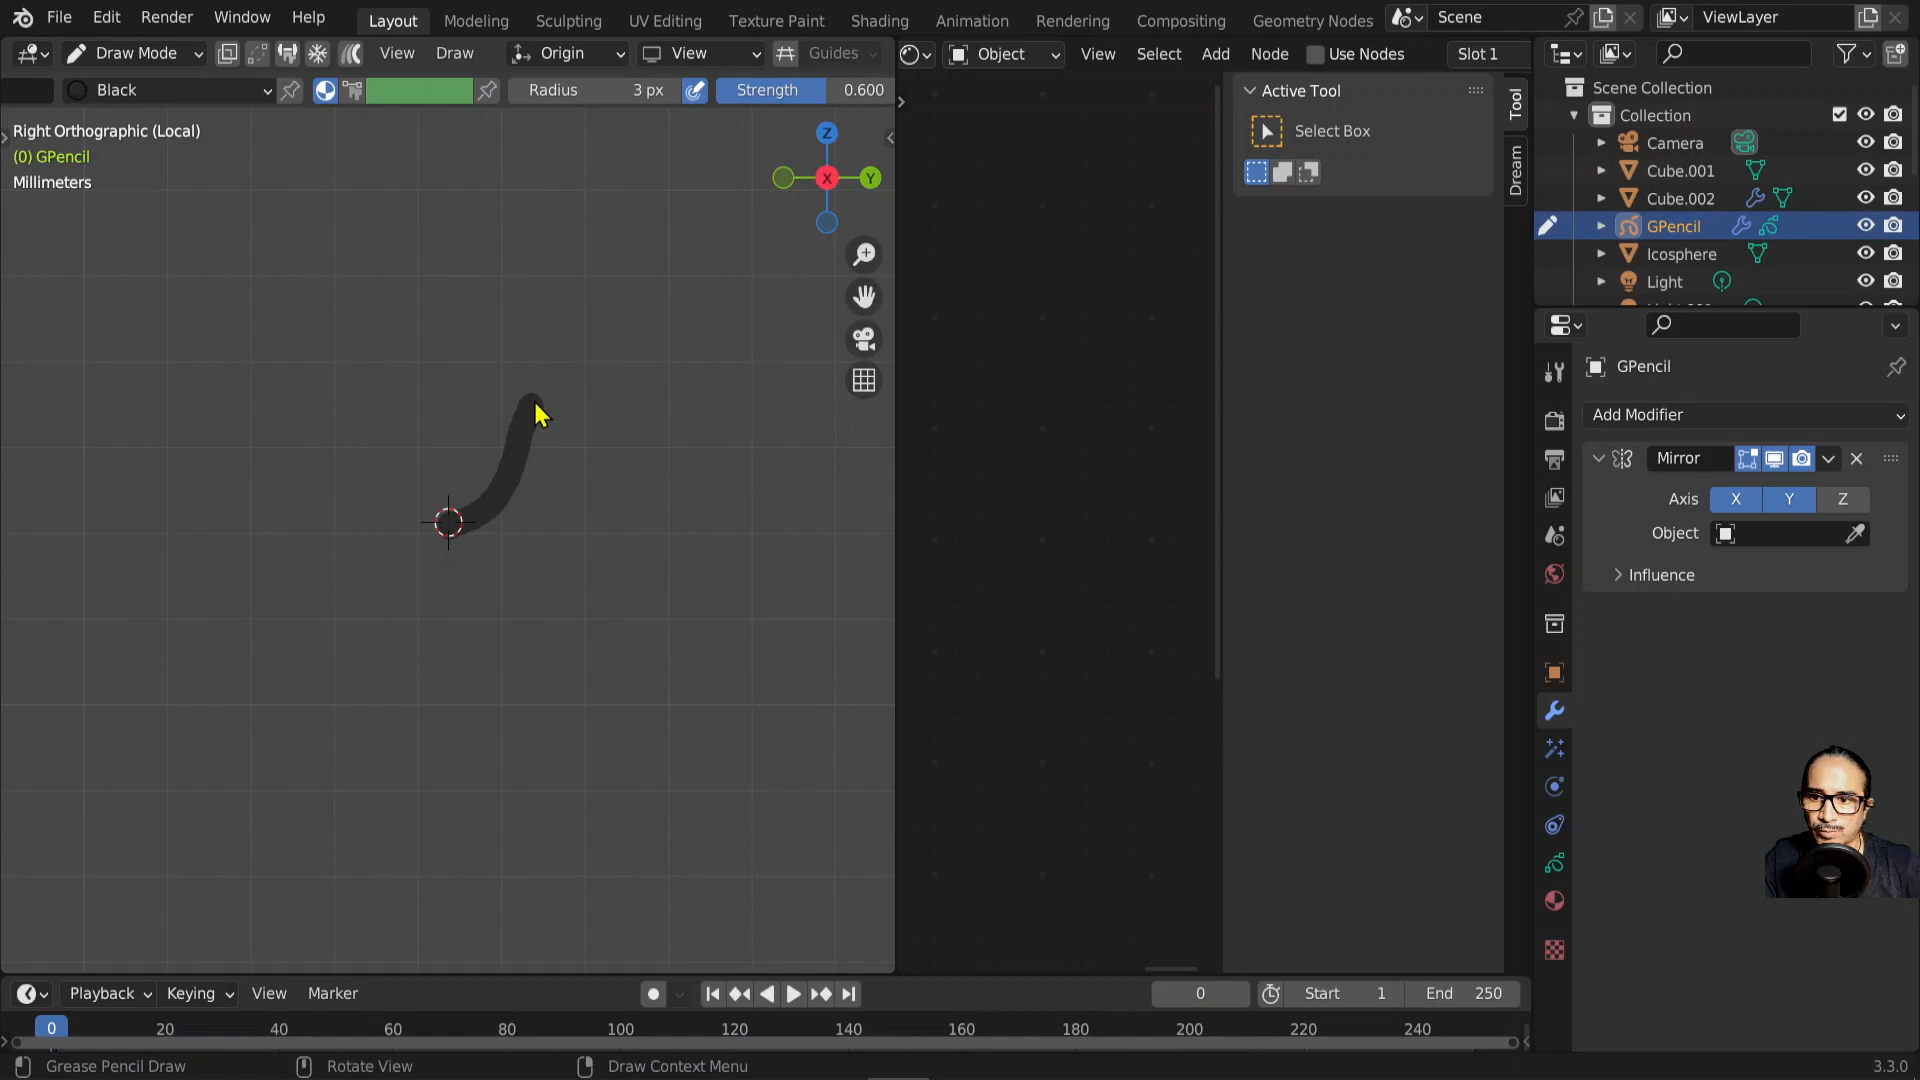 File Edit Render Window Help Layout Modeling Sculpting UV Editing Texture Paint Shading Animation Rendering Compositing Geometry Nodes Scene ViewLayer
Draw Mode View Draw Origin View Guides Object View Select Add Node Use Nodes Slot 1
Black Radius 3 px Strength 0.600
Right Orthographic (Local)
(0) GPencil
Millimeters
Z
X
Y
Active Tool
Select Box
Tool
Dream
Scene Collection
Collection
Camera
Cube.001
Cube.002
GPencil
Icosphere
Light
GPencil
Add Modifier
Mirror
Axis X Y Z
Object
Influence
Playback Keying View Marker 0 Start 1 End 250
0 20 40 60 80 100 120 140 160 180 200 220 240
Grease Pencil Draw Rotate View Draw Context Menu 3.3.0